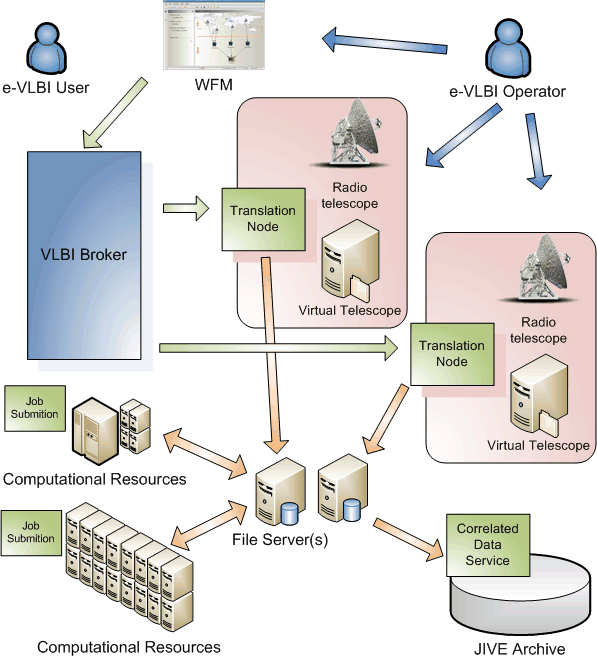 e-VLBI User
WFM
e-VLBI Operator
VLBI Broker
Translation
Node
Radio
telescope
Virtual Telescope
Translation
Node
Radio
telescope
Virtual Telescope
Job
Submition
Computational Resources
Job
Submition
Computational Resources
File Server(s)
Correlated
Data
Service
JIVE Archive